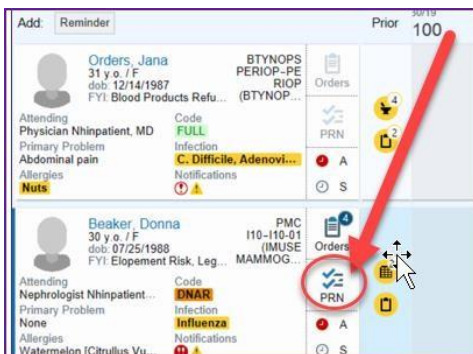 Add: Reminder
Prior
30/19
100
Orders, Jana
31 y.o. / F
dob: 12/14/1987
FYI: Blood Products Refu...
BTYNOPS
PERIOP-PE
RIOP
(BTYNOP...
Orders
4
2
Attending
Physician Nhinpatient, MD
Code
FULL
PRN
Primary Problem
Abdominal pain
Infection
C. Difficile, Adenovi...
A
Allergies
Nuts
Notifications
S
Beaker, Donna
30 y.o. / F
dob: 07/25/1988
FYI: Elopement Risk, Leg...
PMC
I10-I10-01
(IMUSE
MAMMOG...
4
Orders
Attending
Nephrologist Nhinpatient...
Code
DNAR
PRN
Primary Problem
None
Infection
Influenza
A
Allergies
Watermelon [Citrullus Vu...
Notifications
S